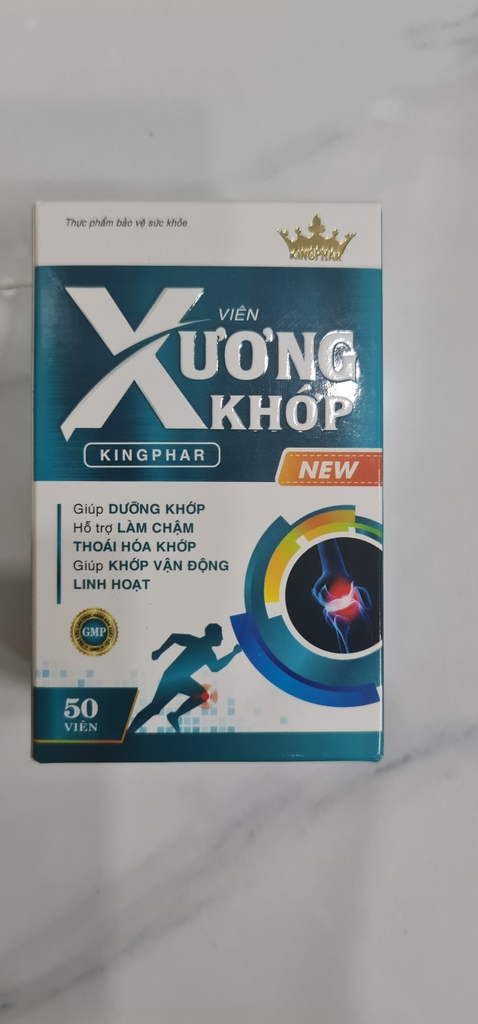 Thực phẩm bảo vệ sức khỏe
KINGPHAR
VIÊN
XƯƠNG
KHỚP
KINGPHAR
NEW
Giúp DƯỠNG KHỚP
Hỗ trợ LÀM CHẬM
THOÁI HÓA KHỚP
Giúp KHỚP VẬN ĐỘNG
LINH HOẠT
GMP
50
VIÊN